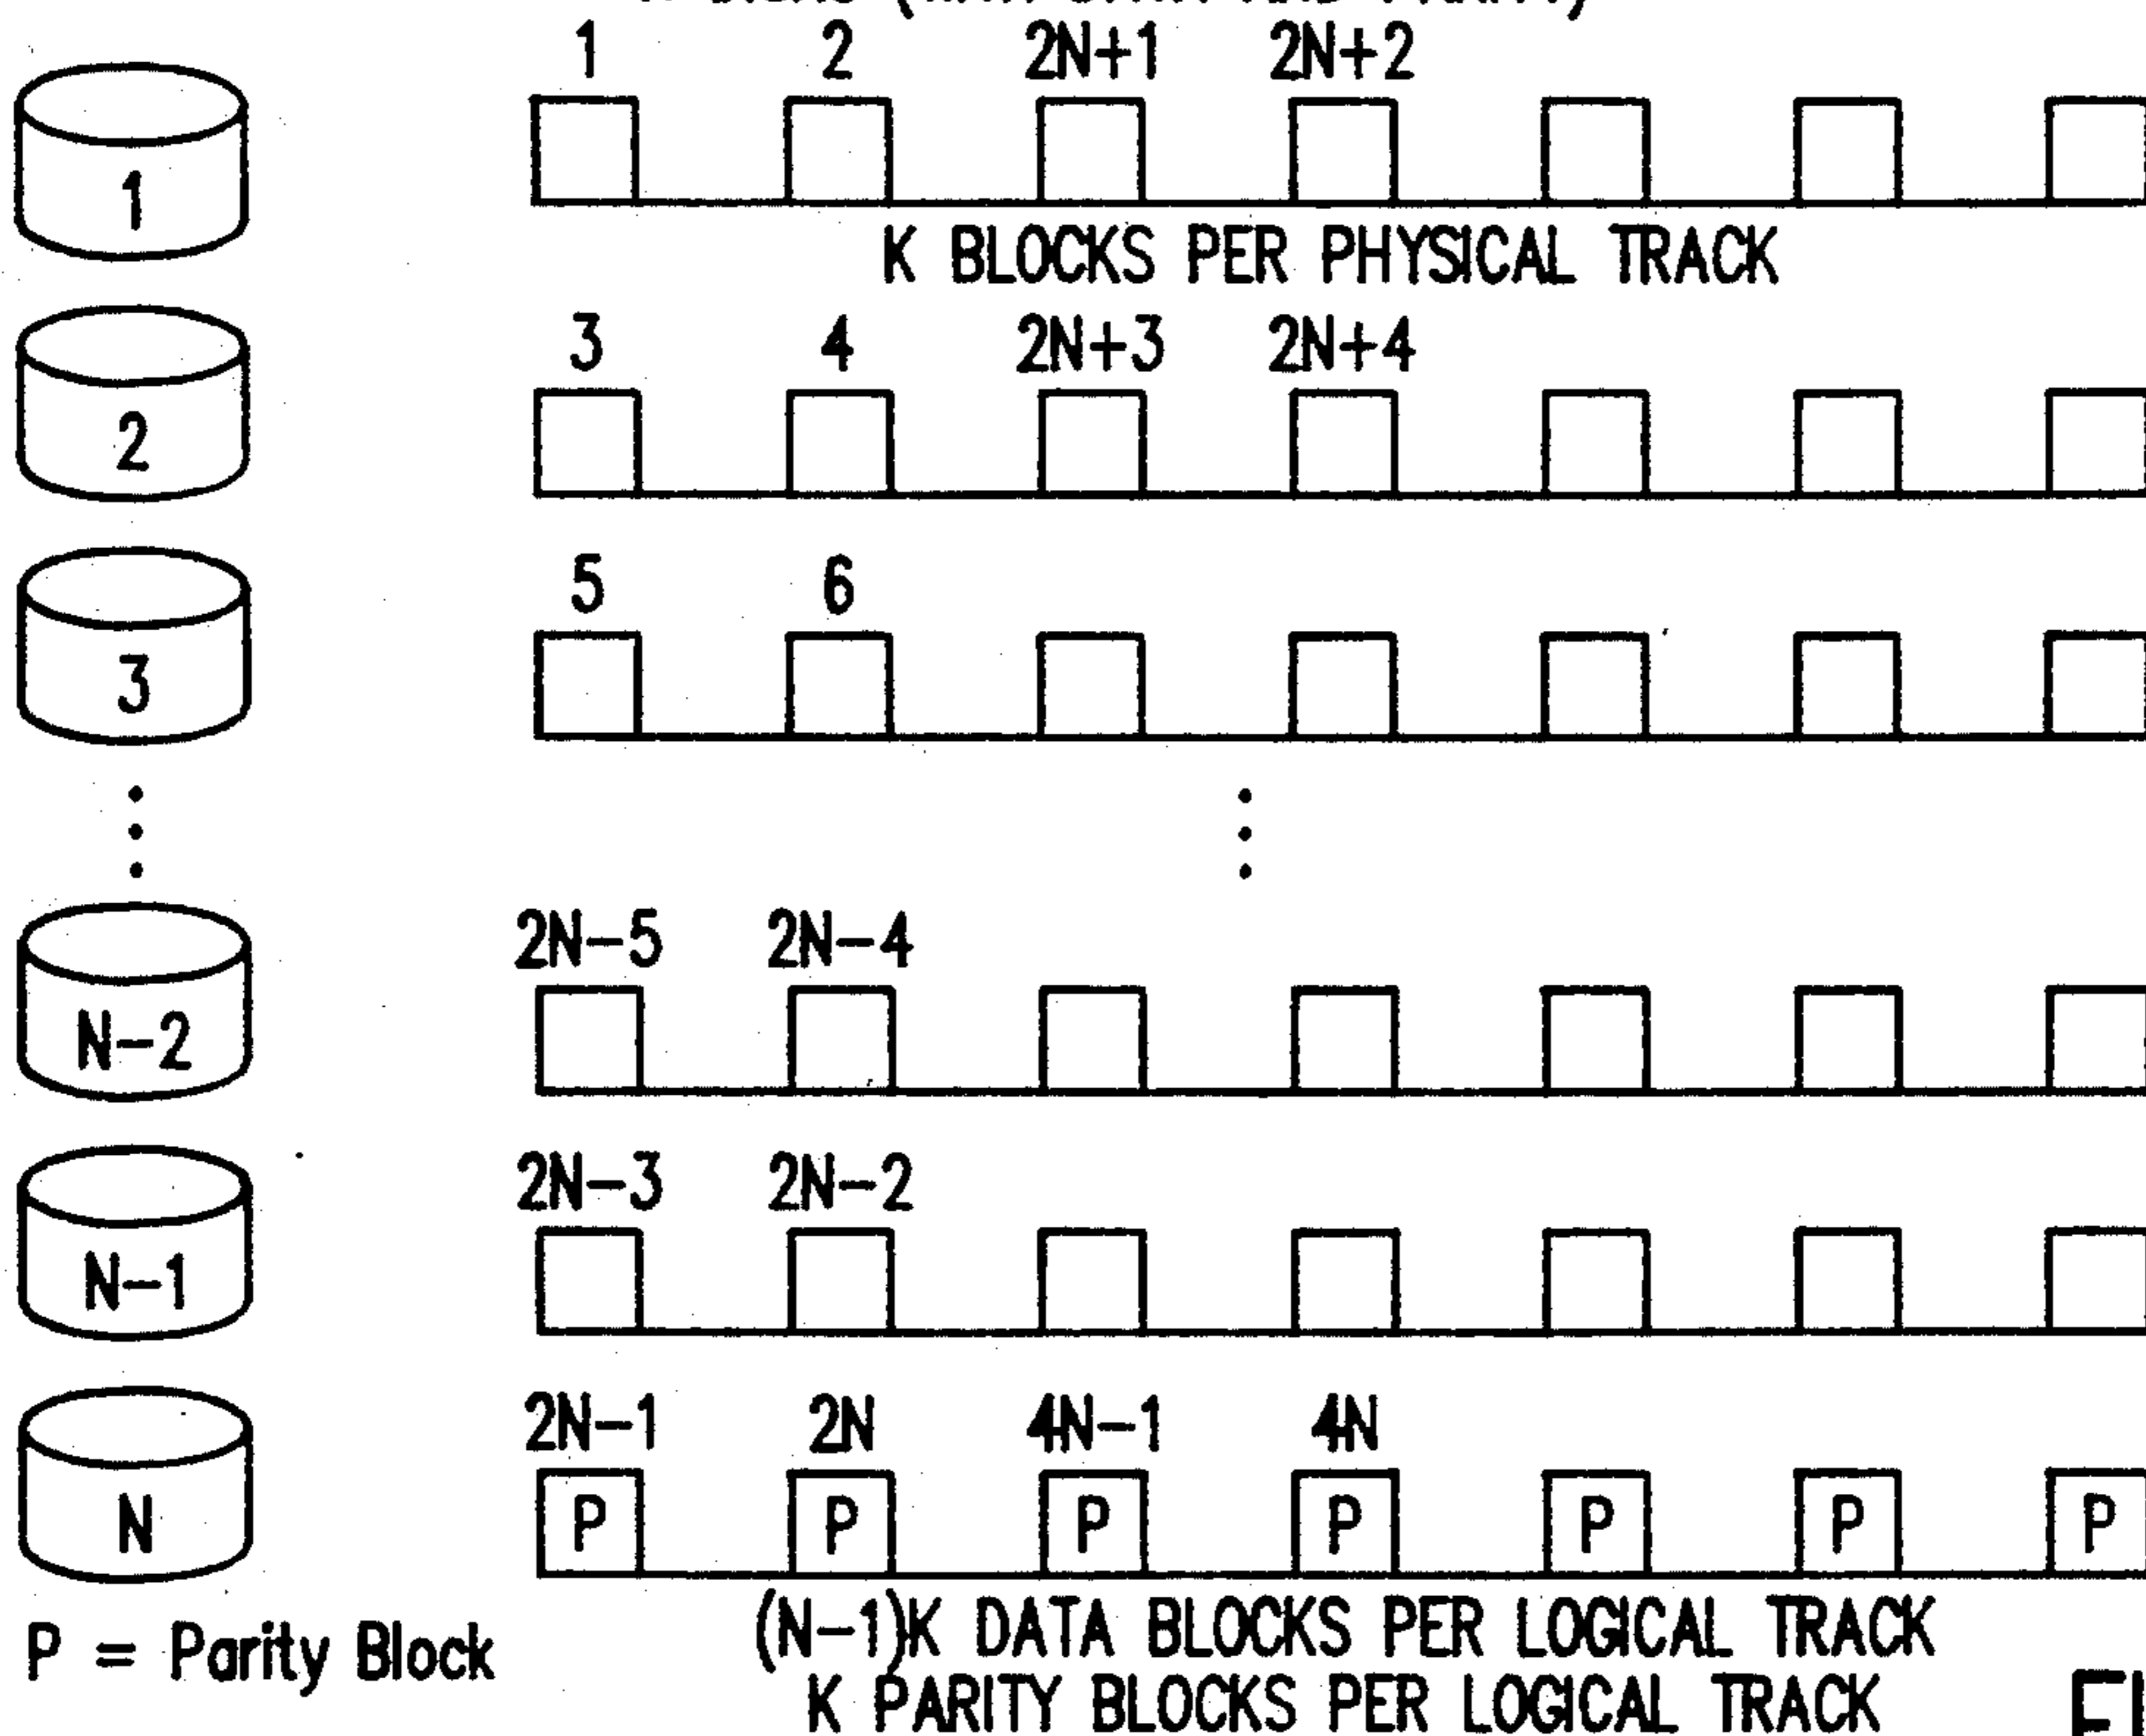 1 2 2N+1 2N+2
1
K BLOCKS PER PHYSICAL TRACK
3 4 2N+3 2N+4
2
5 6
3
2N-5 2N-4
N-2
2N-3 2N-2
N-1
2N-1 2N 4N-1 4N
N P P P P P P P
P = Parity Block
(N-1)K DATA BLOCKS PER LOGICAL TRACK
K PARITY BLOCKS PER LOGICAL TRACK